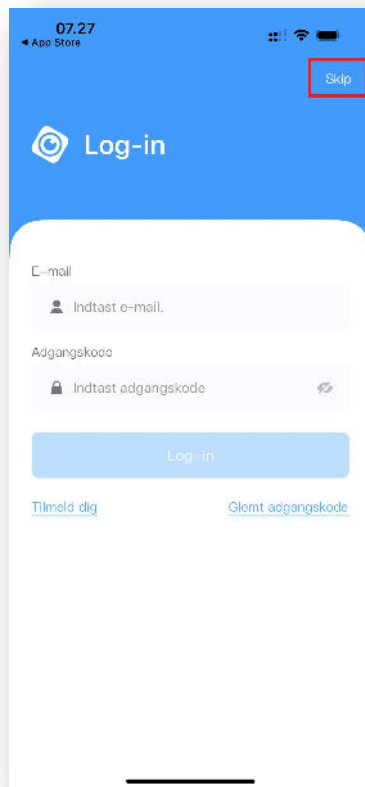 07.27
App Store
Skip
Log-in
E-mail
Indtast e-mail.
Adgangskode
Indtast adgangskode
Log-in
Tilmeld dig
Glemt adgangskode